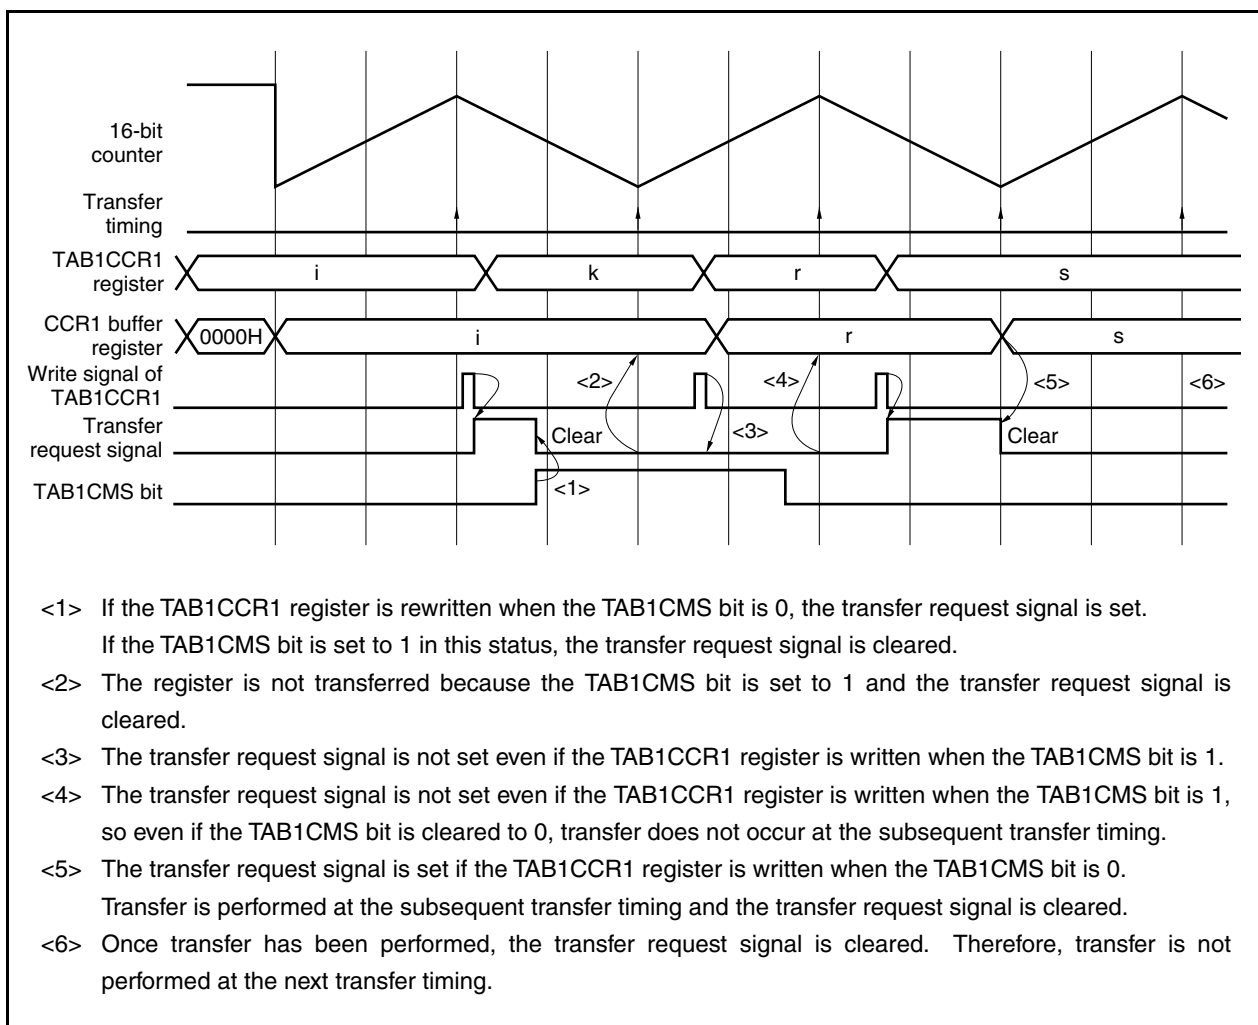 16-bit
counter
Transfer
timing
TAB1CCR1
register
i
k
r
s
CCR1 buffer
register
0000H
i
r
s
Write signal of
TAB1CCR1
<2>
<4>
<5>
<6>
Transfer
request signal
Clear
<3>
Clear
TAB1CMS bit
<1>
<1> If the TAB1CCR1 register is rewritten when the TAB1CMS bit is 0, the transfer request signal is set.
If the TAB1CMS bit is set to 1 in this status, the transfer request signal is cleared.
<2> The register is not transferred because the TAB1CMS bit is set to 1 and the transfer request signal is
cleared.
<3> The transfer request signal is not set even if the TAB1CCR1 register is written when the TAB1CMS bit is 1.
<4> The transfer request signal is not set even if the TAB1CCR1 register is written when the TAB1CMS bit is 1,
so even if the TAB1CMS bit is cleared to 0, transfer does not occur at the subsequent transfer timing.
<5> The transfer request signal is set if the TAB1CCR1 register is written when the TAB1CMS bit is 0.
Transfer is performed at the subsequent transfer timing and the transfer request signal is cleared.
<6> Once transfer has been performed, the transfer request signal is cleared. Therefore, transfer is not
performed at the next transfer timing.